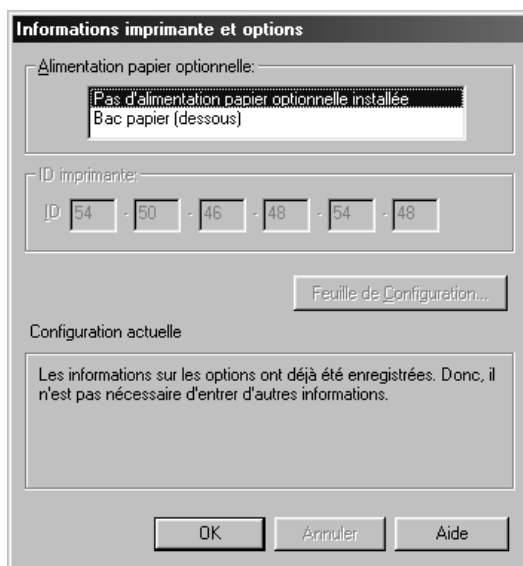 Informations imprimante et options
Alimentation papier optionnelle:
Pas d'alimentation papier optionnelle installée
Bac papier (dessous)
ID imprimante:
ID 54 - 50 - 46 - 48 - 54 - 48
Feuille de Configuration...
Configuration actuelle
Les informations sur les options ont déjà été enregistrées. Donc, il
n'est pas nécessaire d'entrer d'autres informations.
OK Annuler Aide